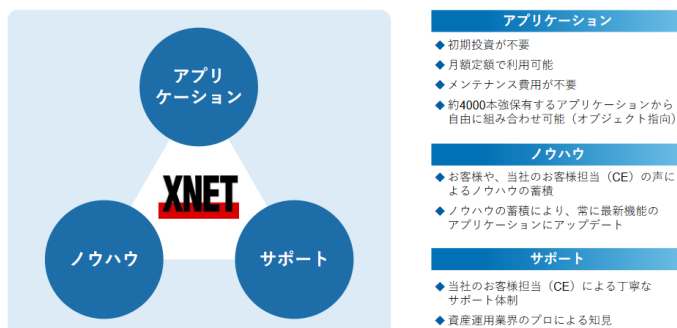 アプリ
ケーション
XNET
ノウハウ
サポート
アプリケーション
◆初期投資が不要
◆月額定額で利用可能
◆メンテナンス費用が不要
◆約4000本強保有するアプリケーションから
自由に組み合わせ可能（オブジェクト指向）
ノウハウ
◆お客様や、当社のお客様担当（CE）の声に
よるノウハウの蓄積
◆ノウハウの蓄積により、常に最新機能の
アプリケーションにアップデート
サポート
◆当社のお客様担当（CE）による丁寧な
サポート体制
◆資産運用業界のプロによる知見